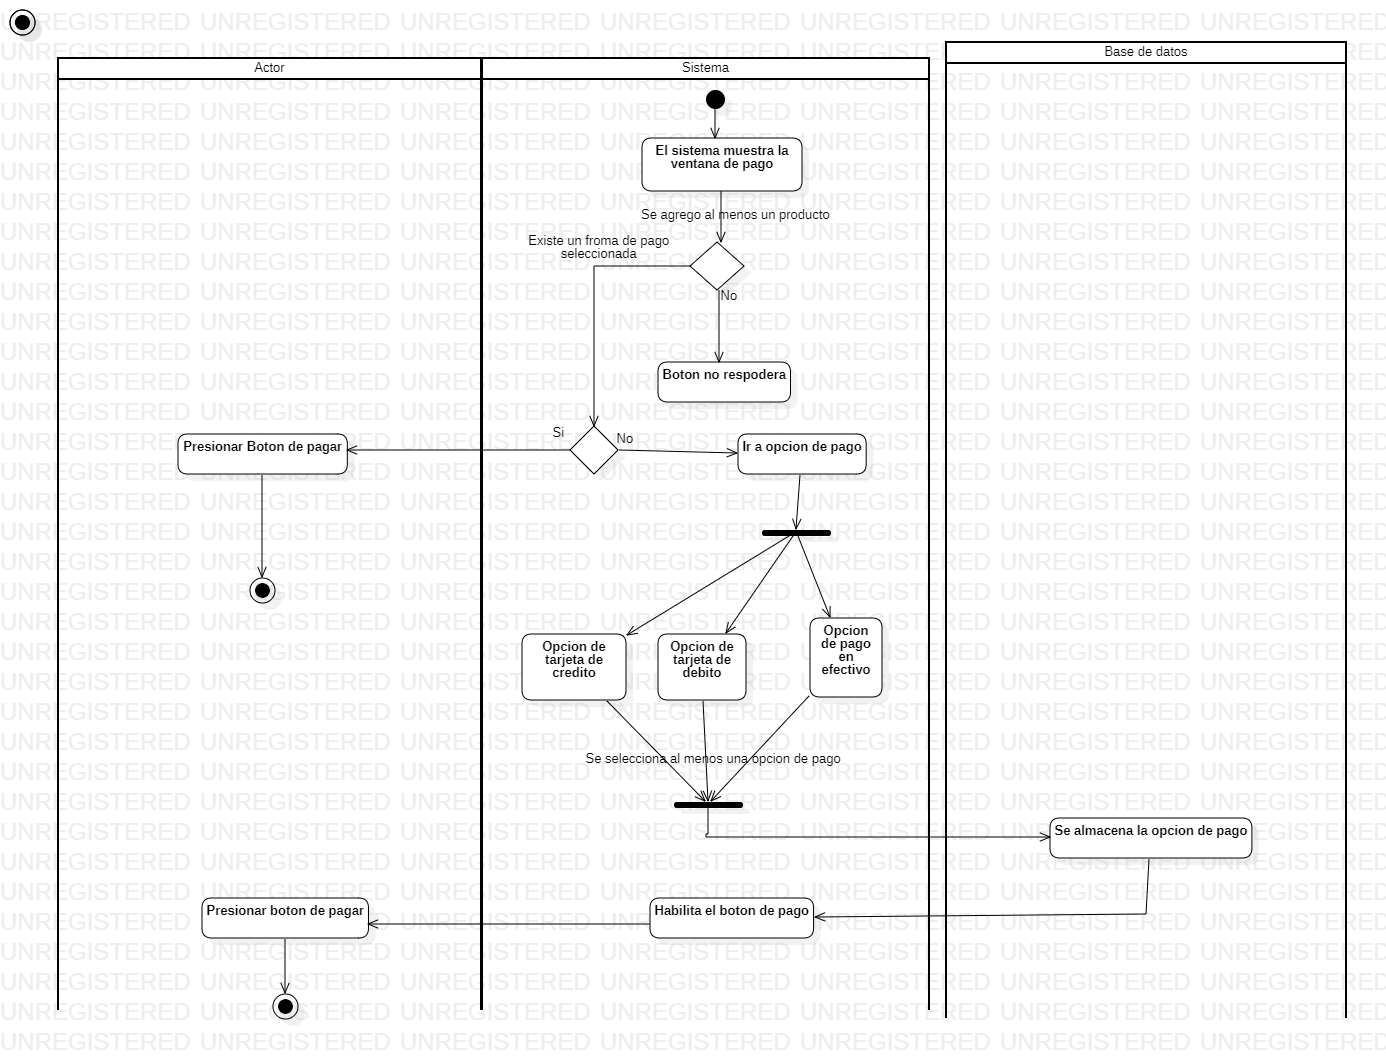 Actor
Sistema
Base de datos
El sistema muestra la
ventana de pago
Se agrego al menos un producto
Existe un froma de pago
seleccionada
No
Boton no respodera
Si
No
Presionar Boton de pagar
Ir a opcion de pago
Opcion de
tarjeta de
credito
Opcion de
tarjeta de
debito
Opcion
de pago
en
efectivo
Se selecciona al menos una opcion de pago
Se almacena la opcion de pago
Habilita el boton de pago
Presionar boton de pagar
UNREGISTERED